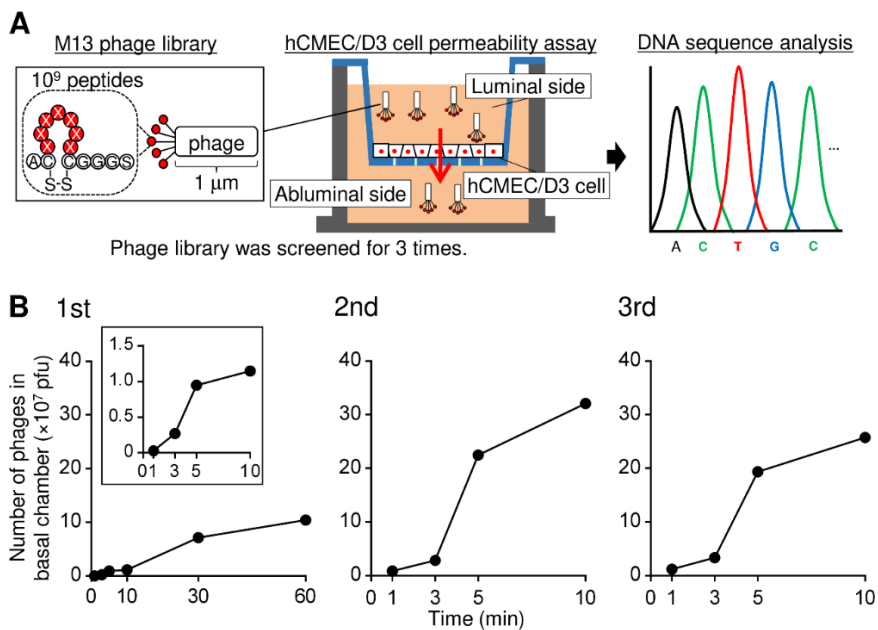 A
M13 phage library
hCMEC/D3 cell permeability assay
DNA sequence analysis
10⁹ peptides
X X X X X X X
A C C G G G S
S-S
phage
1 μm
Luminal side
Abluminal side
hCMEC/D3 cell
...
A C T G C
Phage library was screened for 3 times.
B
1st
2nd
3rd
Number of phages in
basal chamber (×10⁷ pfu)
40
30
20
10
0
0 10 30 60
1.5
1.0
0.5
0
0 1 3 5 10
40
30
20
10
0
0 1 3 5 10
40
30
20
10
0
0 1 3 5 10
Time (min)